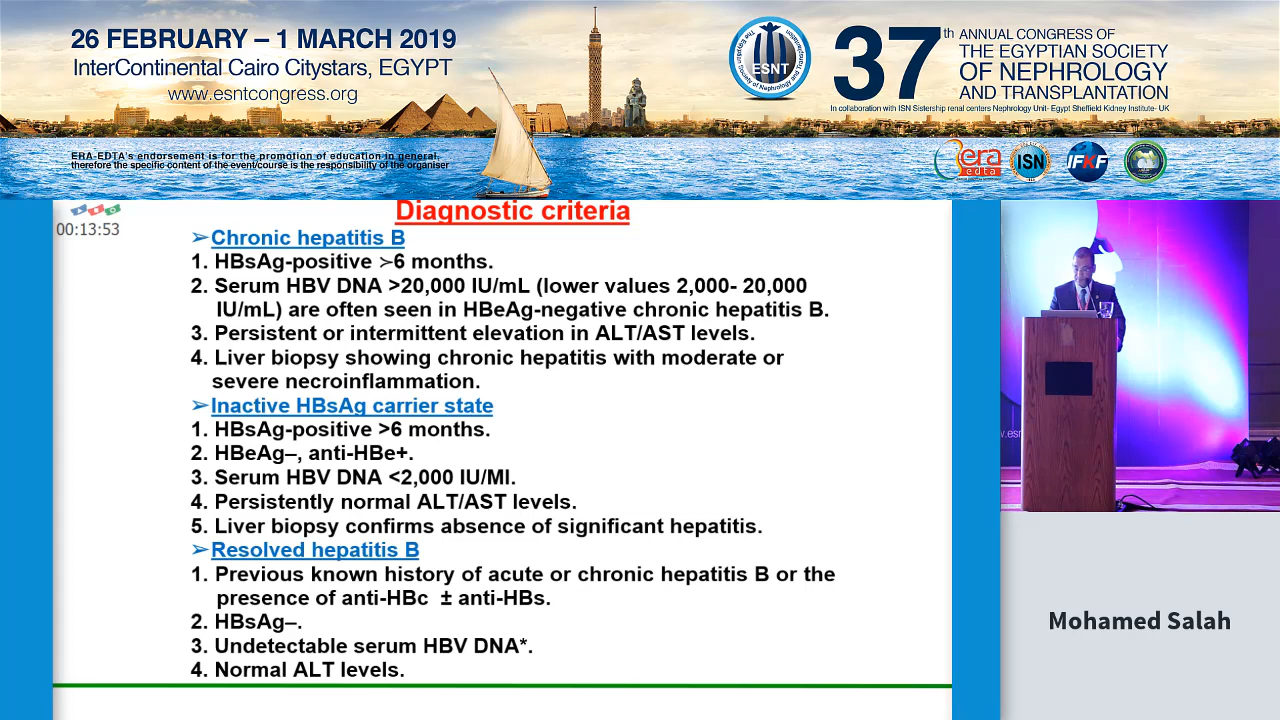 26 FEBRUARY – 1 MARCH 2019
InterContinental Cairo Citystars, EGYPT
www.esntcongress.org
ERA-EDTA's endorsement is for the promotion of education in general,
therefore the specific content of the event/course is the responsibility of the organiser
ESNT
37th ANNUAL CONGRESS OF
THE EGYPTIAN SOCIETY
OF NEPHROLOGY
AND TRANSPLANTATION
In collaboration with ISN Sistership renal centers Nephrology Unit- Egypt Sheffield Kidney Institute- UK
era
edta
ISN
IFKF
00:13:53
Diagnostic criteria
➢Chronic hepatitis B
1. HBsAg-positive ≻6 months.
2. Serum HBV DNA >20,000 IU/mL (lower values 2,000- 20,000
IU/mL) are often seen in HBeAg-negative chronic hepatitis B.
3. Persistent or intermittent elevation in ALT/AST levels.
4. Liver biopsy showing chronic hepatitis with moderate or
severe necroinflammation.
➢Inactive HBsAg carrier state
1. HBsAg-positive >6 months.
2. HBeAg–, anti-HBe+.
3. Serum HBV DNA <2,000 IU/Ml.
4. Persistently normal ALT/AST levels.
5. Liver biopsy confirms absence of significant hepatitis.
➢Resolved hepatitis B
1. Previous known history of acute or chronic hepatitis B or the
presence of anti-HBc ± anti-HBs.
2. HBsAg–.
3. Undetectable serum HBV DNA*.
4. Normal ALT levels.
Mohamed Salah